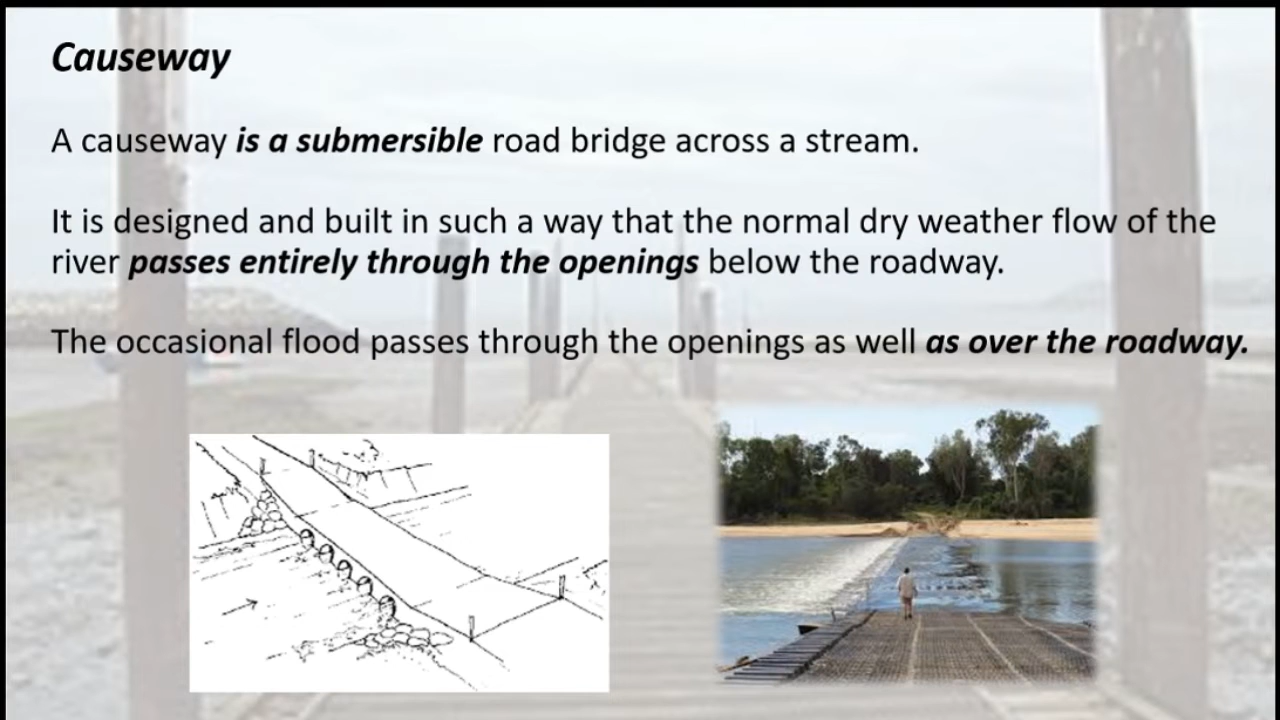 Causeway
A causeway is a submersible road bridge across a stream.
It is designed and built in such a way that the normal dry weather flow of the
river passes entirely through the openings below the roadway.
The occasional flood passes through the openings as well as over the roadway.